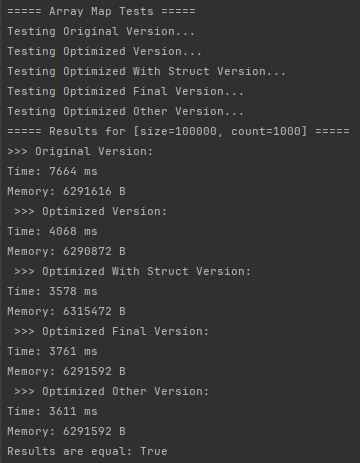 ===== Array Map Tests =====
Testing Original Version...
Testing Optimized Version...
Testing Optimized With Struct Version...
Testing Optimized Final Version...
Testing Optimized Other Version...
===== Results for [size=100000, count=1000] =====
>>> Original Version:
Time: 7664 ms
Memory: 6291616 B
>>> Optimized Version:
Time: 4068 ms
Memory: 6290872 B
>>> Optimized With Struct Version:
Time: 3578 ms
Memory: 6315472 B
>>> Optimized Final Version:
Time: 3761 ms
Memory: 6291592 B
>>> Optimized Other Version:
Time: 3611 ms
Memory: 6291592 B
Results are equal: True